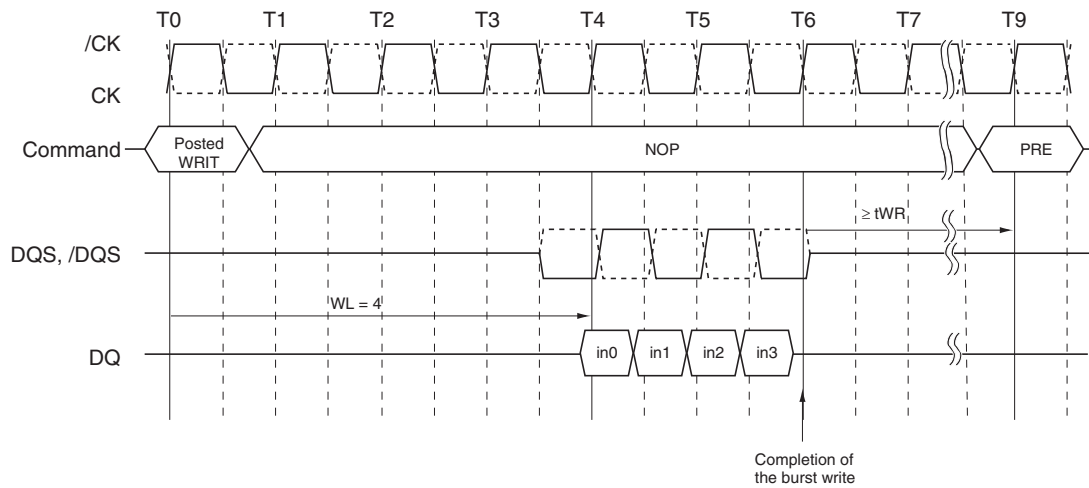 T0 T1 T2 T3 T4 T5 T6 T7 T9
/CK
CK
Command
Posted
WRIT
NOP
PRE
≥ tWR
DQS, /DQS
WL = 4
DQ
in0 in1 in2 in3
Completion of
the burst write